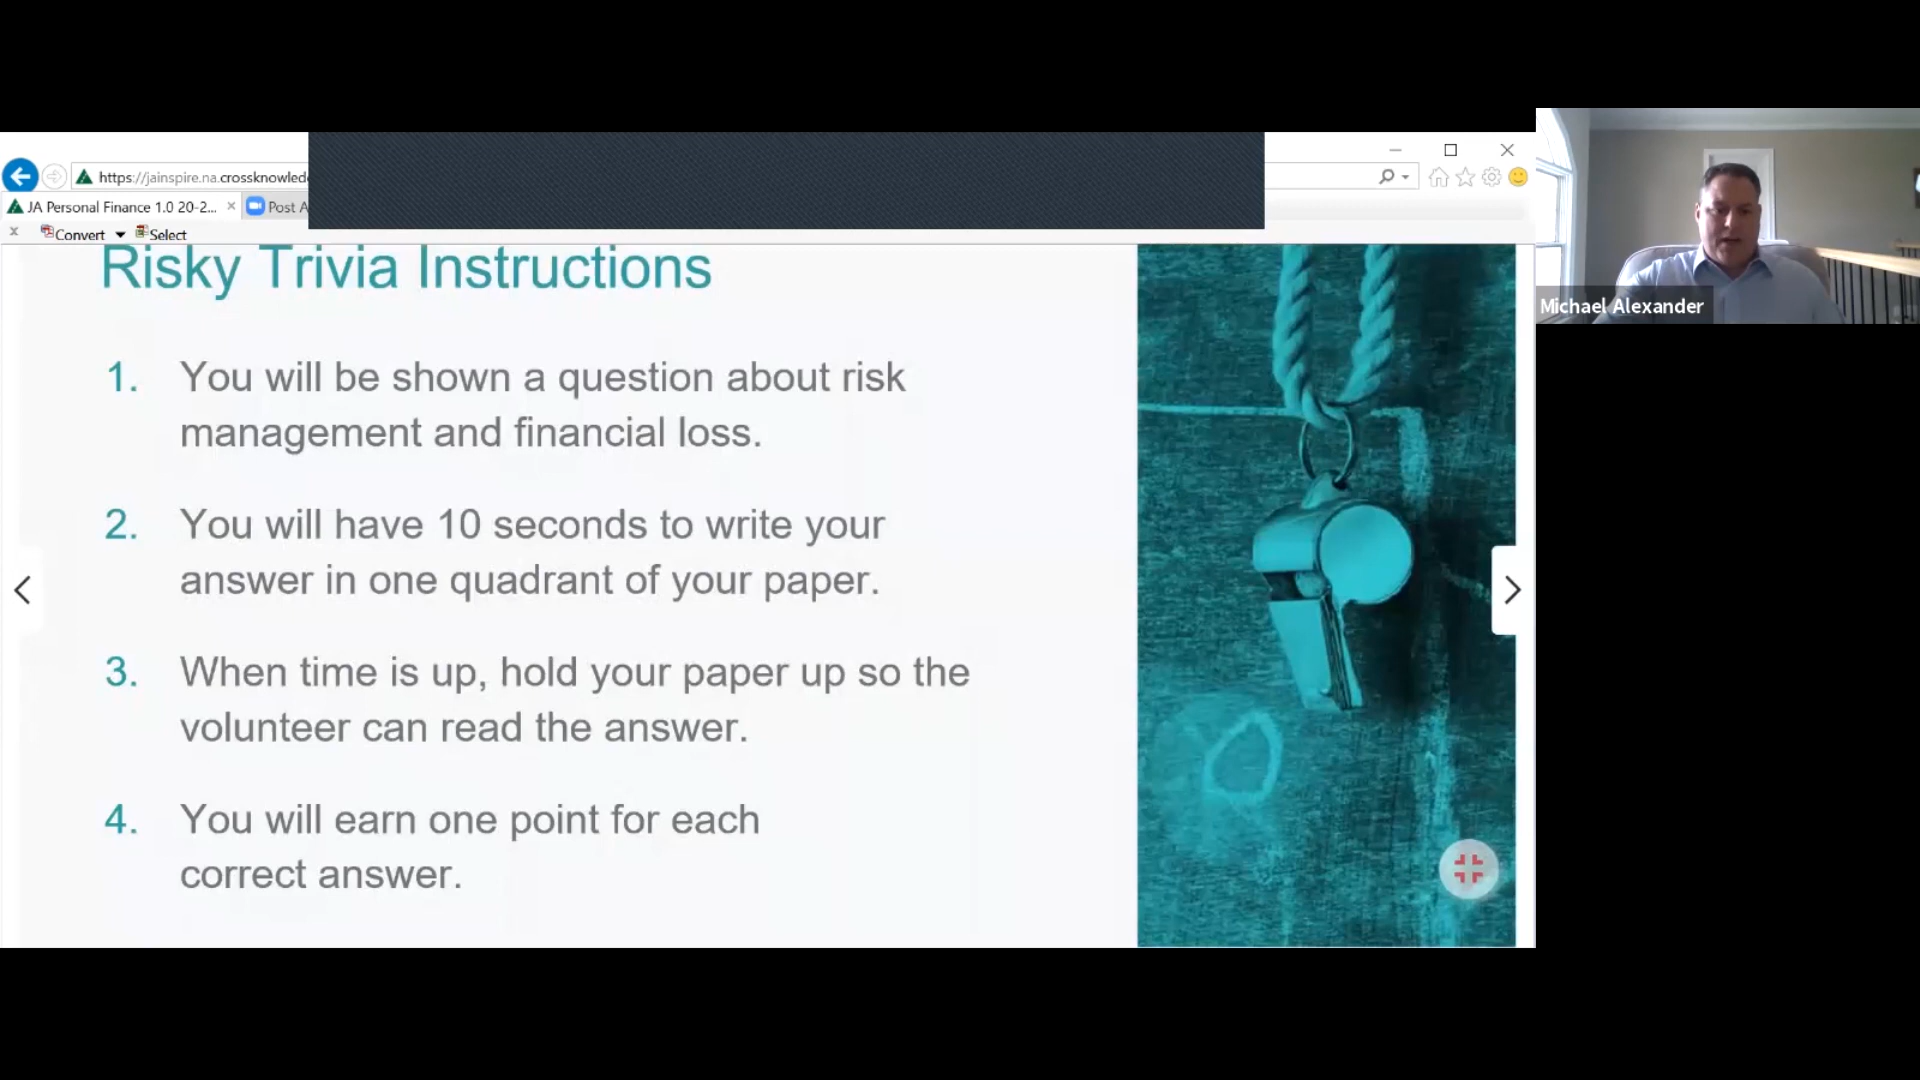 https://jainspire.na.crossknowled
JA Personal Finance 1.0 20-2...
Post A
Convert
Select
Michael Alexander
Risky Trivia Instructions
1. You will be shown a question about risk
management and financial loss.
2. You will have 10 seconds to write your
answer in one quadrant of your paper.
3. When time is up, hold your paper up so the
volunteer can read the answer.
4. You will earn one point for each
correct answer.